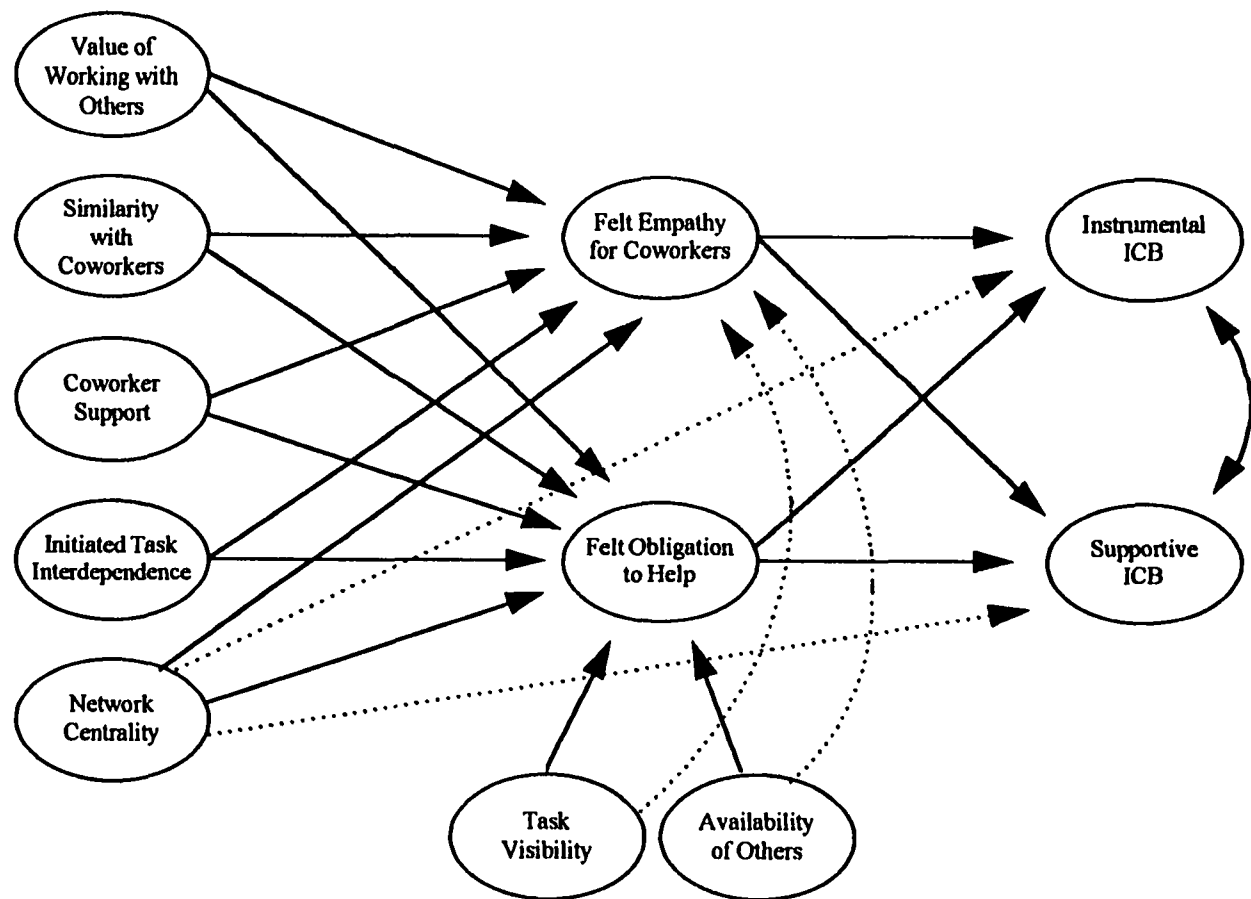 Value of
Working with
Others
Similarity
with
Coworkers
Coworker
Support
Initiated Task
Interdependence
Network
Centrality
Felt Empathy
for Coworkers
Felt Obligation
to Help
Task
Visibility
Availability
of Others
Instrumental
ICB
Supportive
ICB